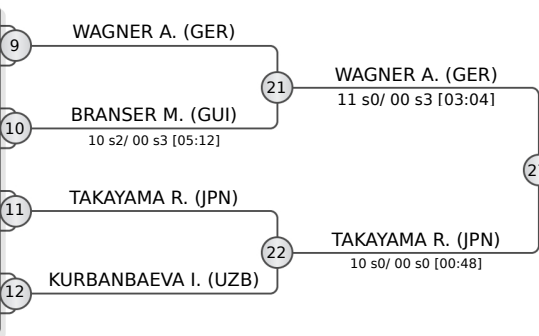 9
WAGNER A. (GER)
21
WAGNER A. (GER)
11 s0/ 00 s3 [03:04]
10
BRANSER M. (GUI)
10 s2/ 00 s3 [05:12]
11
TAKAYAMA R. (JPN)
22
TAKAYAMA R. (JPN)
10 s0/ 00 s0 [00:48]
12
KURBANBAEVA I. (UZB)